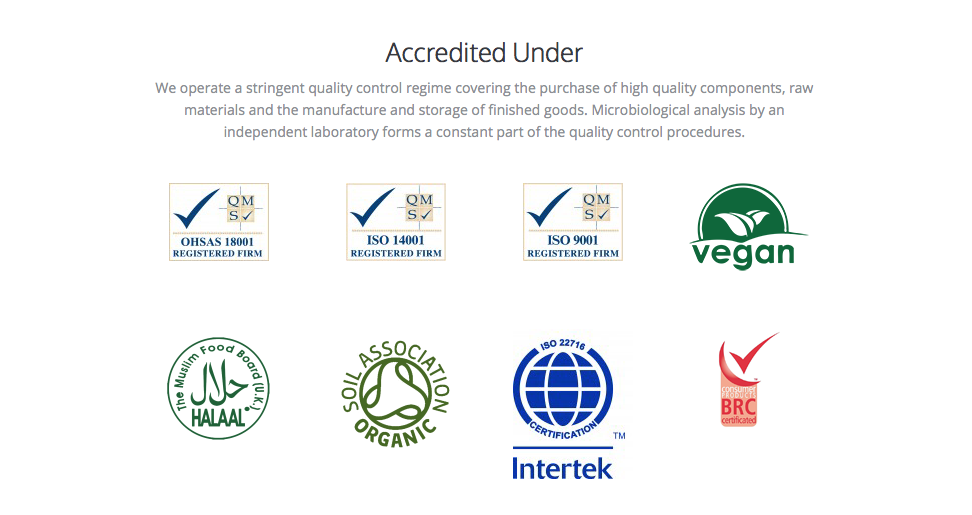 Accredited Under
We operate a stringent quality control regime covering the purchase of high quality components, raw
materials and the manufacture and storage of finished goods. Microbiological analysis by an
independent laboratory forms a constant part of the quality control procedures.
QM
S
OHSAS 18001
REGISTERED FIRM
QM
S
ISO 14001
REGISTERED FIRM
QM
S
ISO 9001
REGISTERED FIRM
vegan
The Muslim Food Board (U.K.)
حلال
HALAAL
SOIL ASSOCIATION
ORGANIC
ISO 22716
CERTIFICATION
TM
Intertek
consumer
products
BRC
certificated